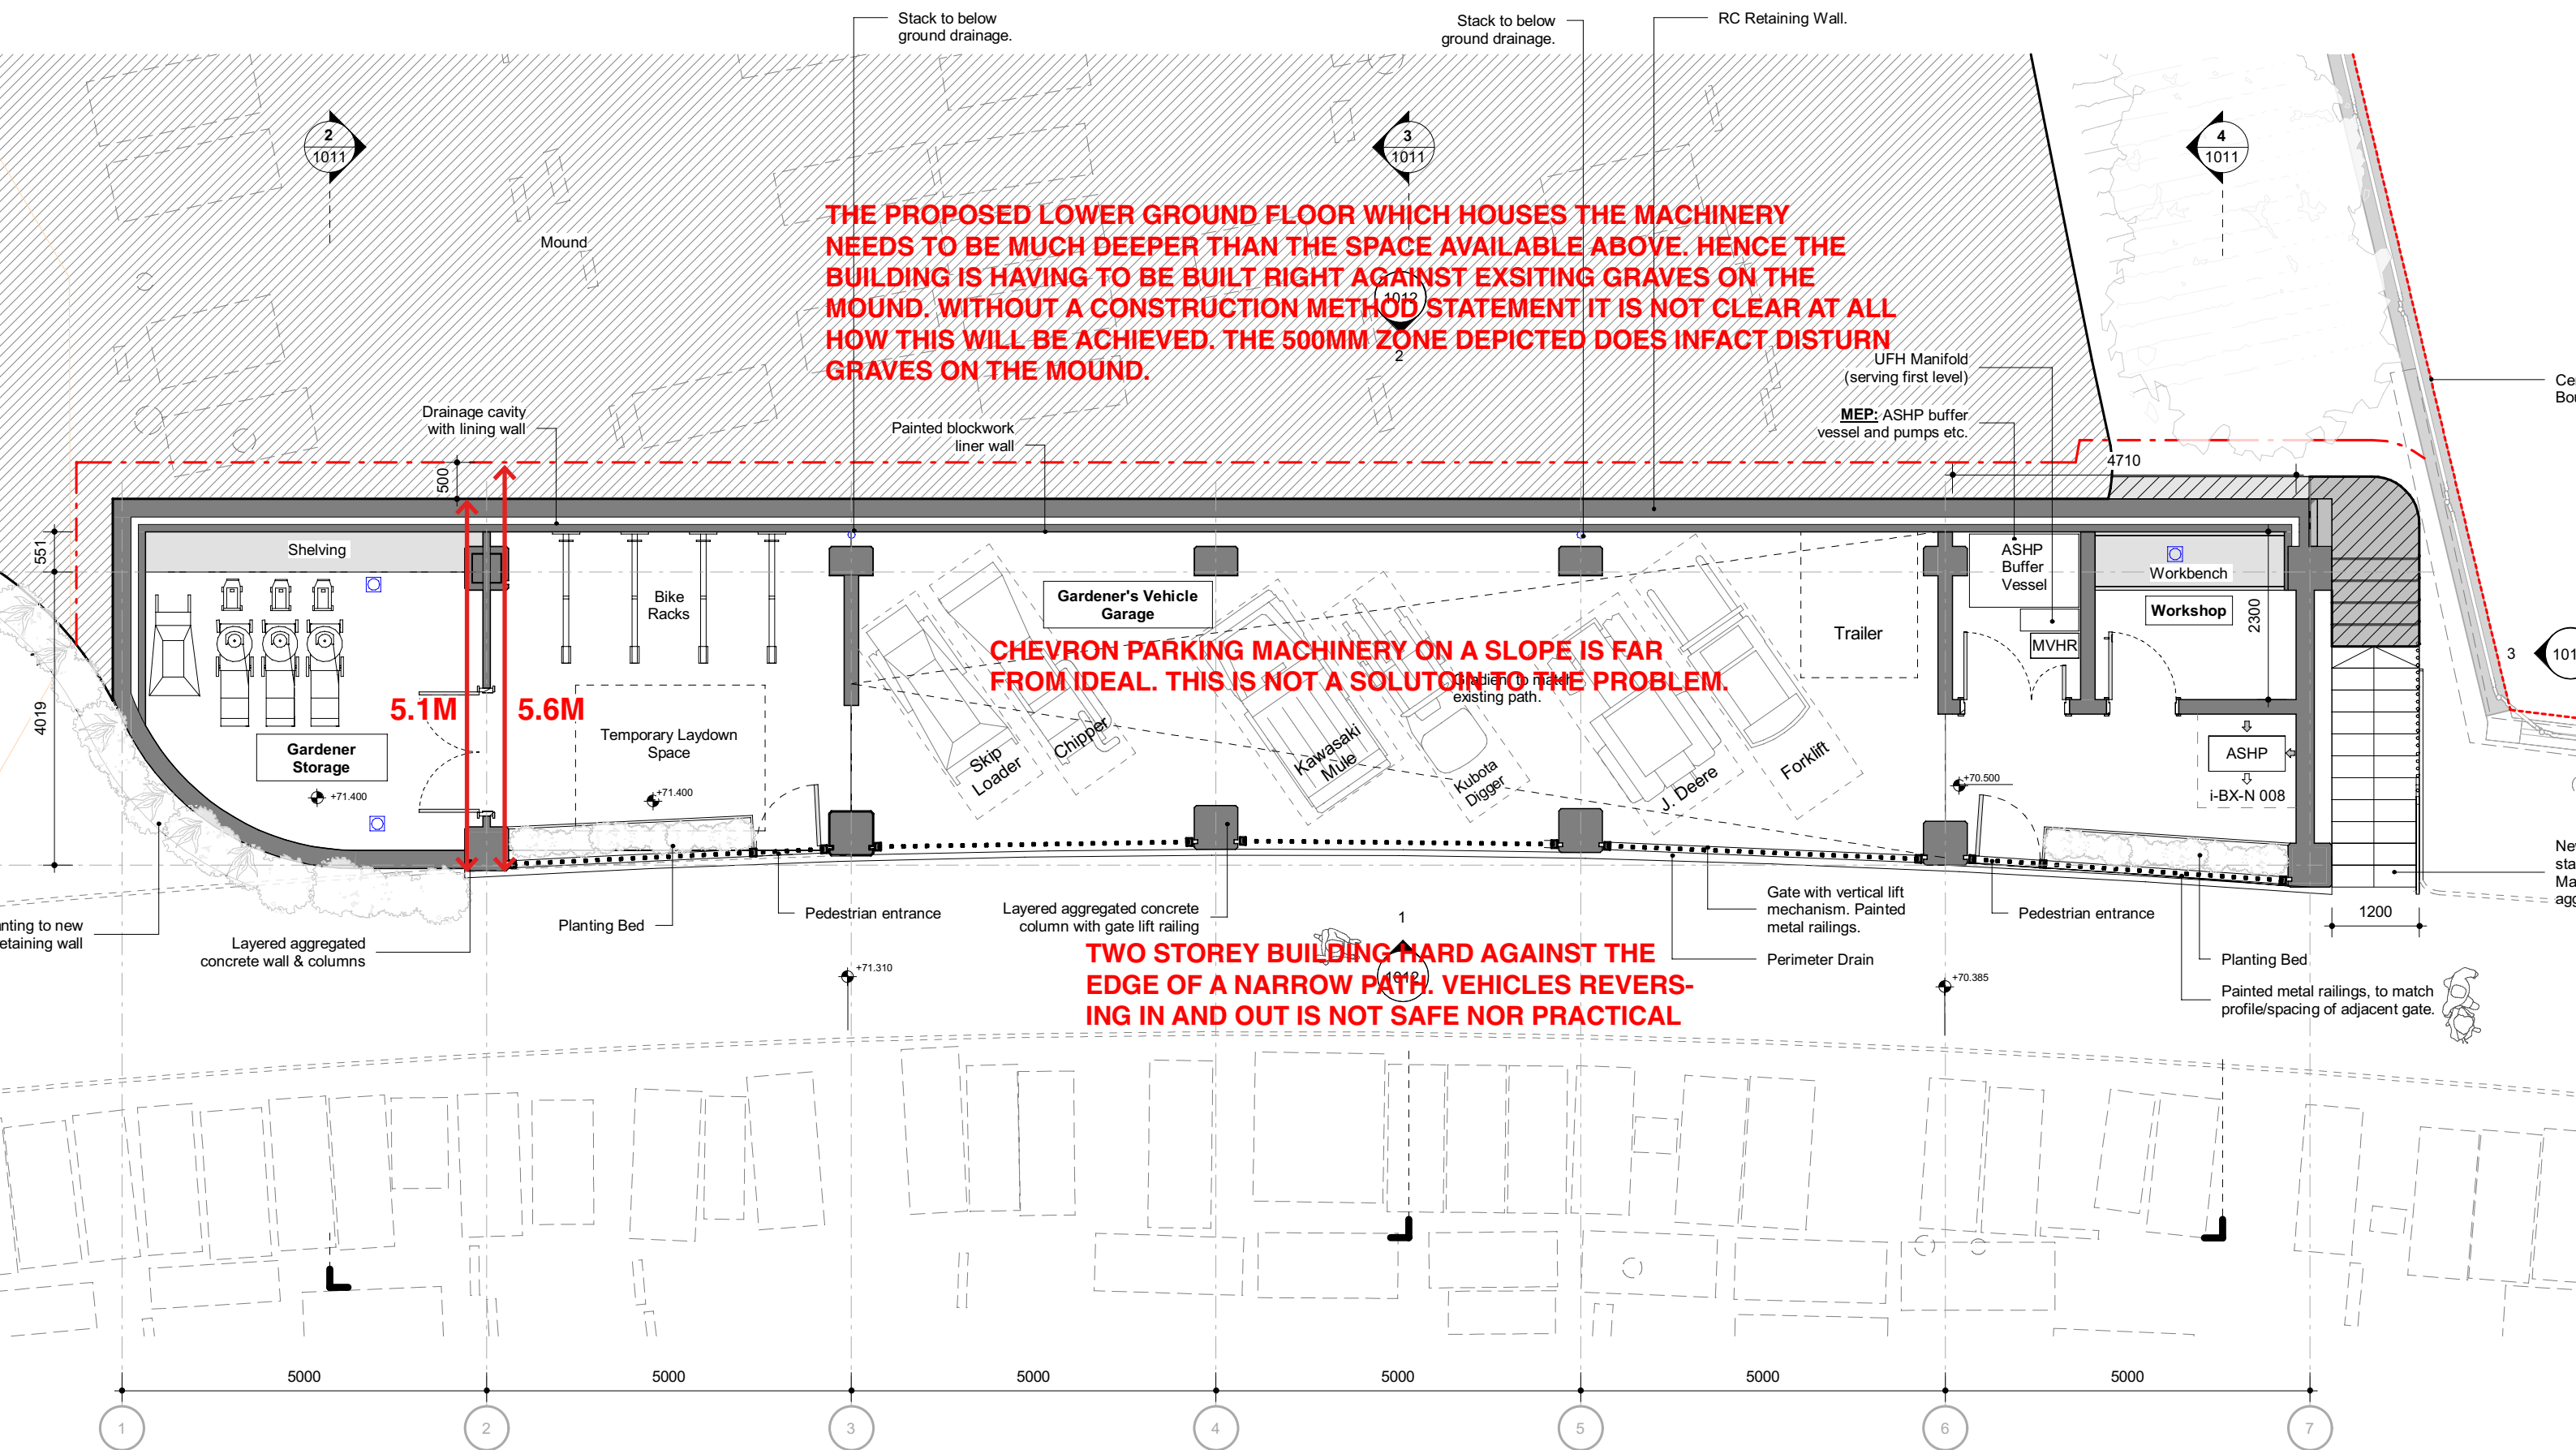 Stack to below
ground drainage.
Stack to below
ground drainage.
RC Retaining Wall.
2
1011
3
1011
4
1011
THE PROPOSED LOWER GROUND FLOOR WHICH HOUSES THE MACHINERY
NEEDS TO BE MUCH DEEPER THAN THE SPACE AVAILABLE ABOVE. HENCE THE
BUILDING IS HAVING TO BE BUILT RIGHT AGAINST EXSITING GRAVES ON THE
MOUND. WITHOUT A CONSTRUCTION METHOD STATEMENT IT IS NOT CLEAR AT ALL
HOW THIS WILL BE ACHIEVED. THE 500MM ZONE DEPICTED DOES INFACT DISTURN
GRAVES ON THE MOUND.
Mound
1012
2
UFH Manifold
(serving first level)
MEP: ASHP buffer
vessel and pumps etc.
Drainage cavity
with lining wall
Painted blockwork
liner wall
4710
500
551
4019
Shelving
Bike
Racks
Gardener's Vehicle
Garage
Trailer
ASHP
Buffer
Vessel
MVHR
Workbench
Workshop
2300
3
101
CHEVRON PARKING MACHINERY ON A SLOPE IS FAR
FROM IDEAL. THIS IS NOT A SOLUTOIN TO THE PROBLEM.
Gradient to match
existing path.
5.1M
5.6M
Gardener
Storage
+71.400
Temporary Laydown
Space
+71.400
Skip
Loader
Chipper
Kawasaki
Mule
Kubota
Digger
J. Deere
Forklift
+70.500
ASHP
i-BX-N 008
Layered aggregated
concrete wall & columns
Planting Bed
Pedestrian entrance
Layered aggregated concrete
column with gate lift railing
1
1012
Gate with vertical lift
mechanism. Painted
metal railings.
Perimeter Drain
Pedestrian entrance
Planting Bed
Painted metal railings, to match
profile/spacing of adjacent gate.
1200
TWO STOREY BUILDING HARD AGAINST THE
EDGE OF A NARROW PATH. VEHICLES REVERS-
ING IN AND OUT IS NOT SAFE NOR PRACTICAL
+71.310
+70.385
5000
5000
5000
5000
5000
5000
1
2
3
4
5
6
7